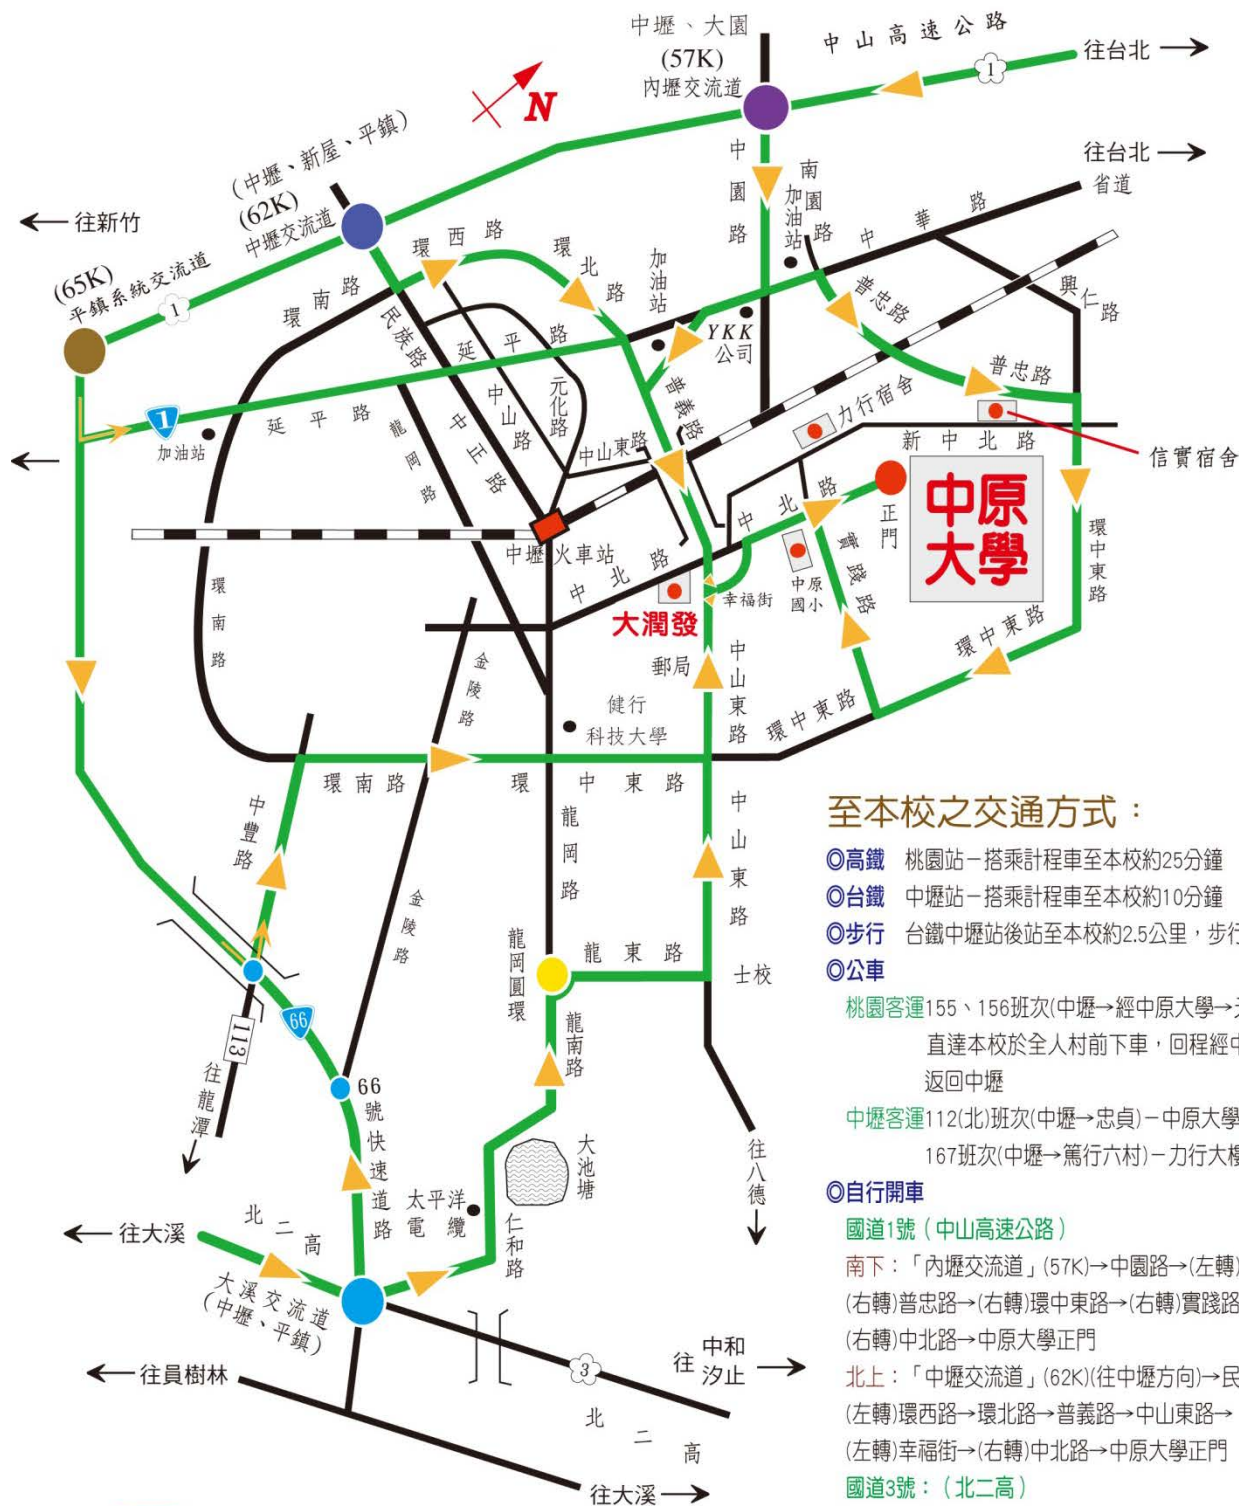 中壢、大園
(57K)
內壢交流道
中山高速公路
1
往台北
N
往台北
省道
(中壢、新屋、平鎮)
(62K)
中壢交流道
往新竹
(65K)
平鎮系統交流道
1
環南路
環西路
環北路
中園路
南園路
加油站
中華路
加油站
YKK
公司
普忠路
普忠路
興仁路
民族路
延平路
元化路
中山路
中正路
中山東路
普義路
力行宿舍
新中北路
信實宿舍
1
加油站
延平路
龍岡路
中壢火車站
中北路
中北路
正門
中原
大學
環中東路
實踐路
中原
國小
幸福街
大潤發
環南路
金陵路
郵局
中山東路
環中東路
環中東路
健行
科技大學
環南路
環中東路
中豐路
龍岡路
中山東路
金陵路
龍岡圓環
龍東路
士校
龍南路
66
113
往龍潭
66號快速道路
大池塘
太平洋
電纜
仁和路
往八德
往大溪
北二高
大溪交流道
(中壢、平鎮)
往員樹林
3
往
中和
汐止
北二高
往大溪
至本校之交通方式：
◎高鐵 桃園站－搭乘計程車至本校約25分鐘
◎台鐵 中壢站－搭乘計程車至本校約10分鐘
◎步行 台鐵中壢站後站至本校約2.5公里，步行
◎公車
桃園客運155、156班次(中壢→經中原大學→
直達本校於全人村前下車，回程經中
返回中壢
中壢客運112(北)班次(中壢→忠貞)－中原大學
167班次(中壢→篤行六村)－力行大樓
◎自行開車
國道1號（中山高速公路）
南下：「內壢交流道」(57K)→中園路→(左轉)
(右轉)普忠路→(右轉)環中東路→(右轉)實踐路
(右轉)中北路→中原大學正門
北上：「中壢交流道」(62K)(往中壢方向)→民
(左轉)環西路→環北路→普義路→中山東路→
(左轉)幸福街→(右轉)中北路→中原大學正門
國道3號：（北二高）